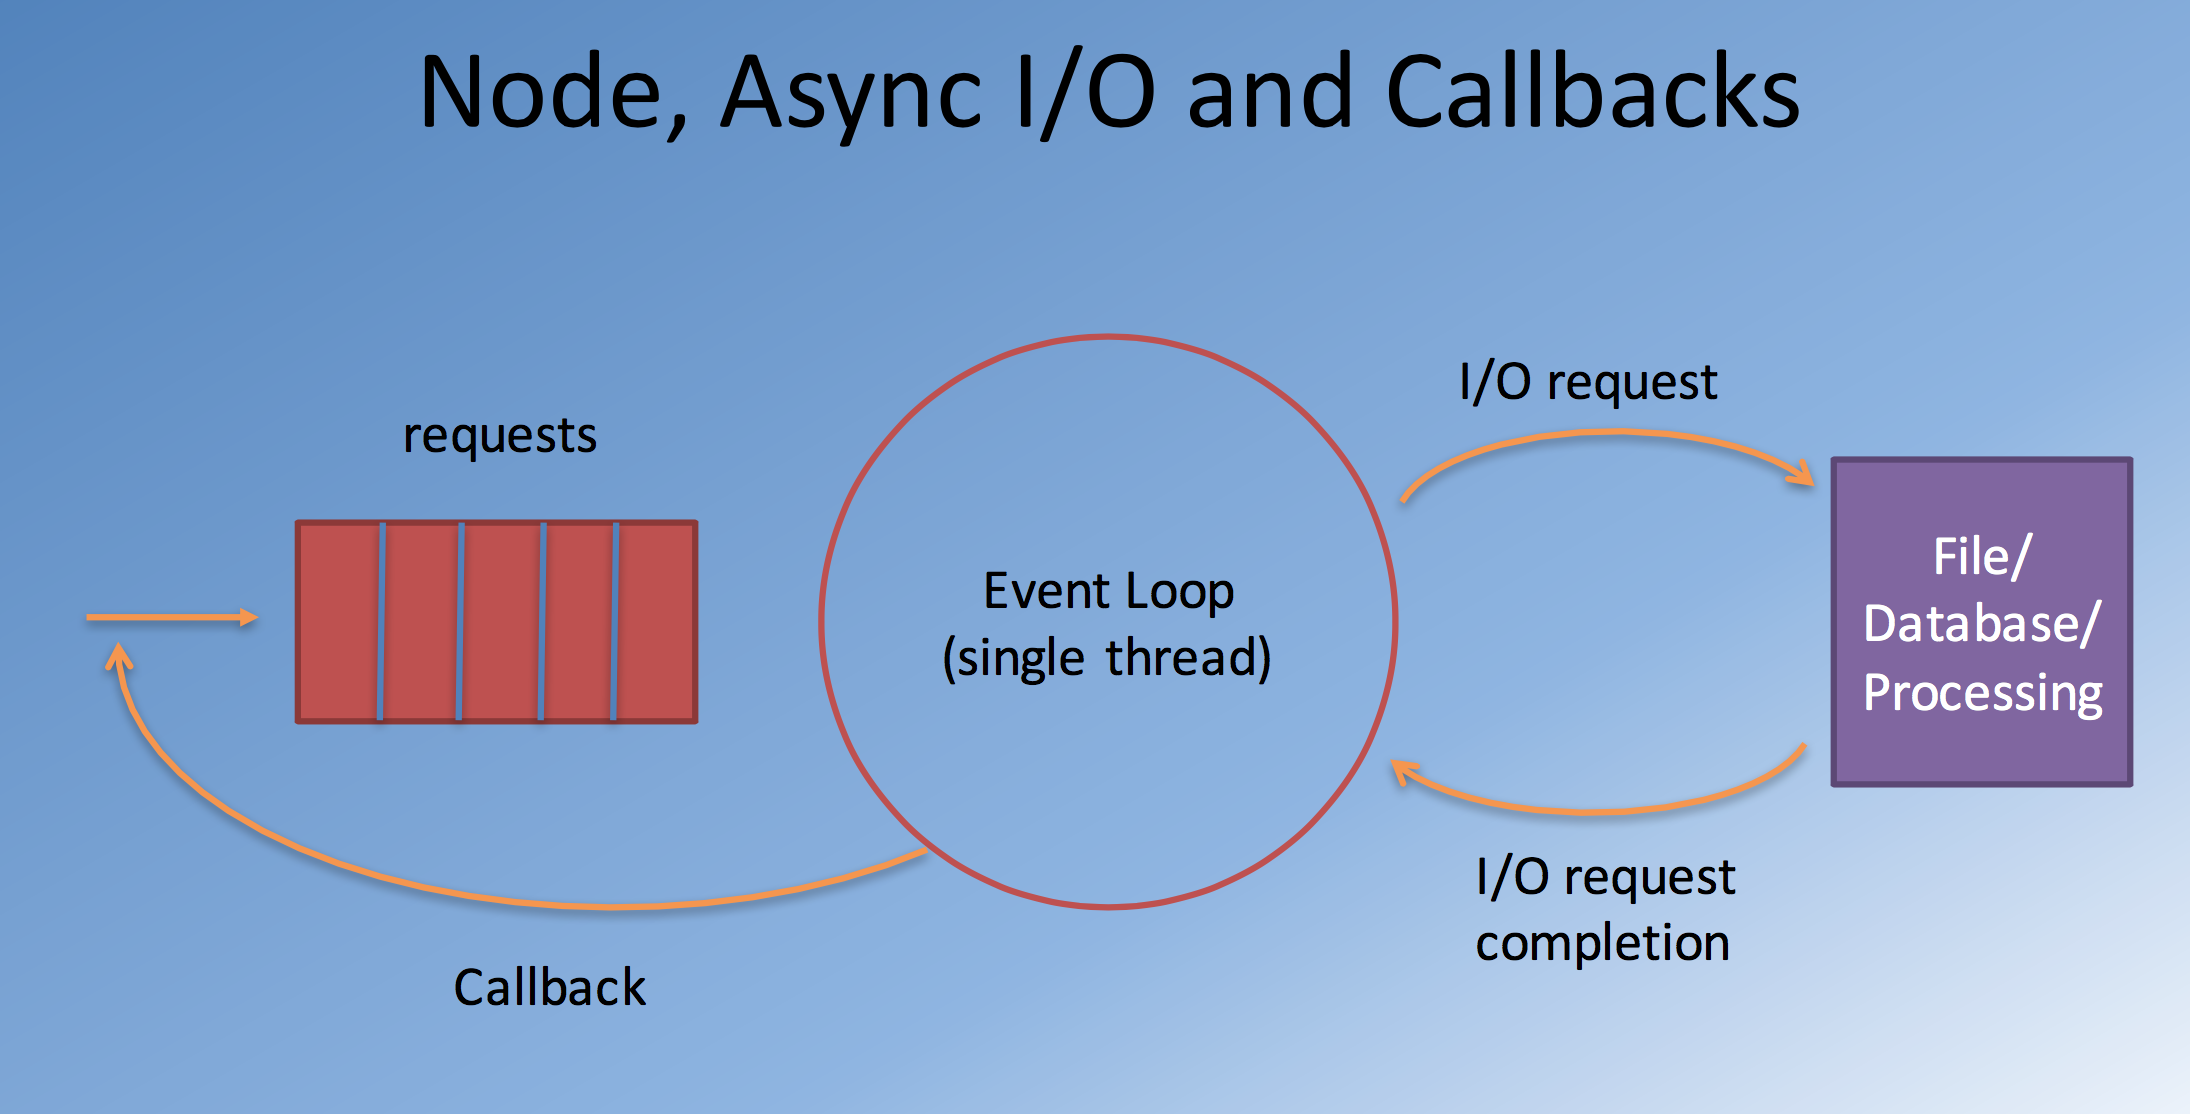 Node, Async I/O and Callbacks
requests
Event Loop
(single thread)
I/O request
File/
Database/
Processing
I/O request
completion
Callback